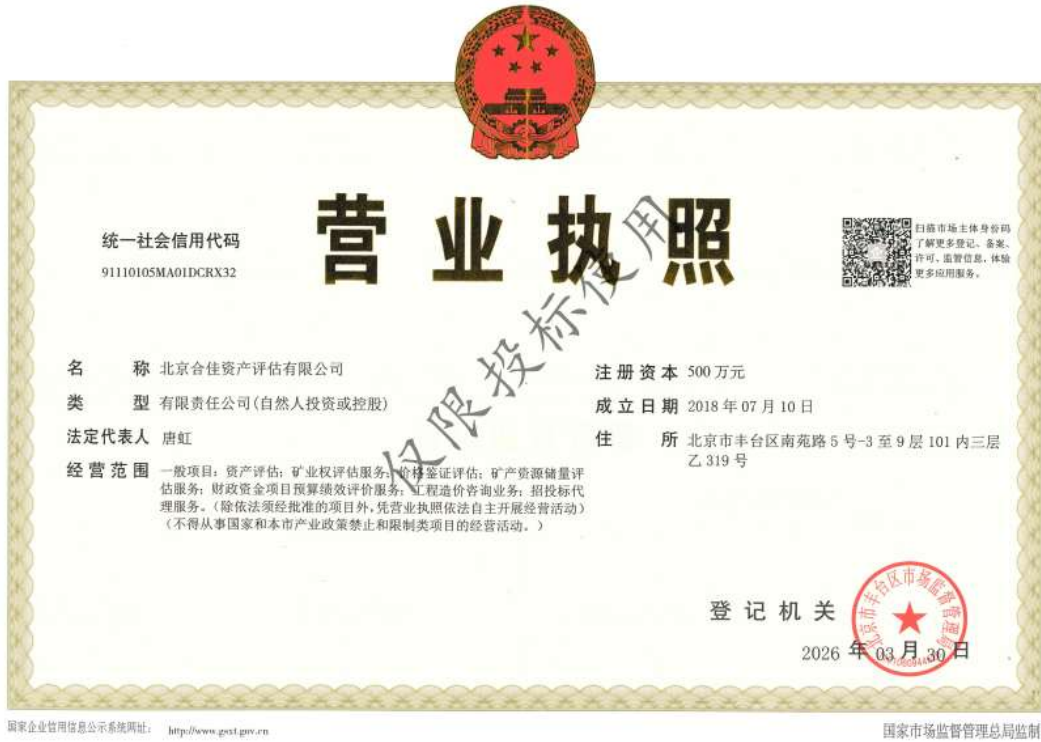 营业执照
统一社会信用代码
91110105MA01DCRX32
扫描市场主体身份码
了解更多登记、备案、
许可、监管信息，体验
更多应用服务。
名称 北京合佳资产评估有限公司
类型 有限责任公司(自然人投资或控股)
法定代表人 唐虹
经营范围 一般项目：资产评估；矿业权评估服务；价格鉴证评估；矿产资源储量评
估服务；财政资金项目预算绩效评价服务；工程造价咨询业务；招投标代
理服务。（除依法须经批准的项目外，凭营业执照依法自主开展经营活动）
（不得从事国家和本市产业政策禁止和限制类项目的经营活动。）
注册资本 500万元
成立日期 2018年07月10日
住所 北京市丰台区南苑路5号-3至9层101内三层
乙319号
仅限投标使用
登记机关
北京市丰台区市场监督管理局
2026年03月30日
国家企业信用信息公示系统网址： http://www.gsxt.gov.cn
国家市场监督管理总局监制